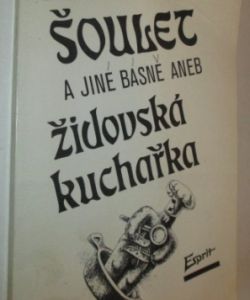 ŠOULET
A JINÉ BÁSNĚ ANEB
židovská
kuchařka
Esprit